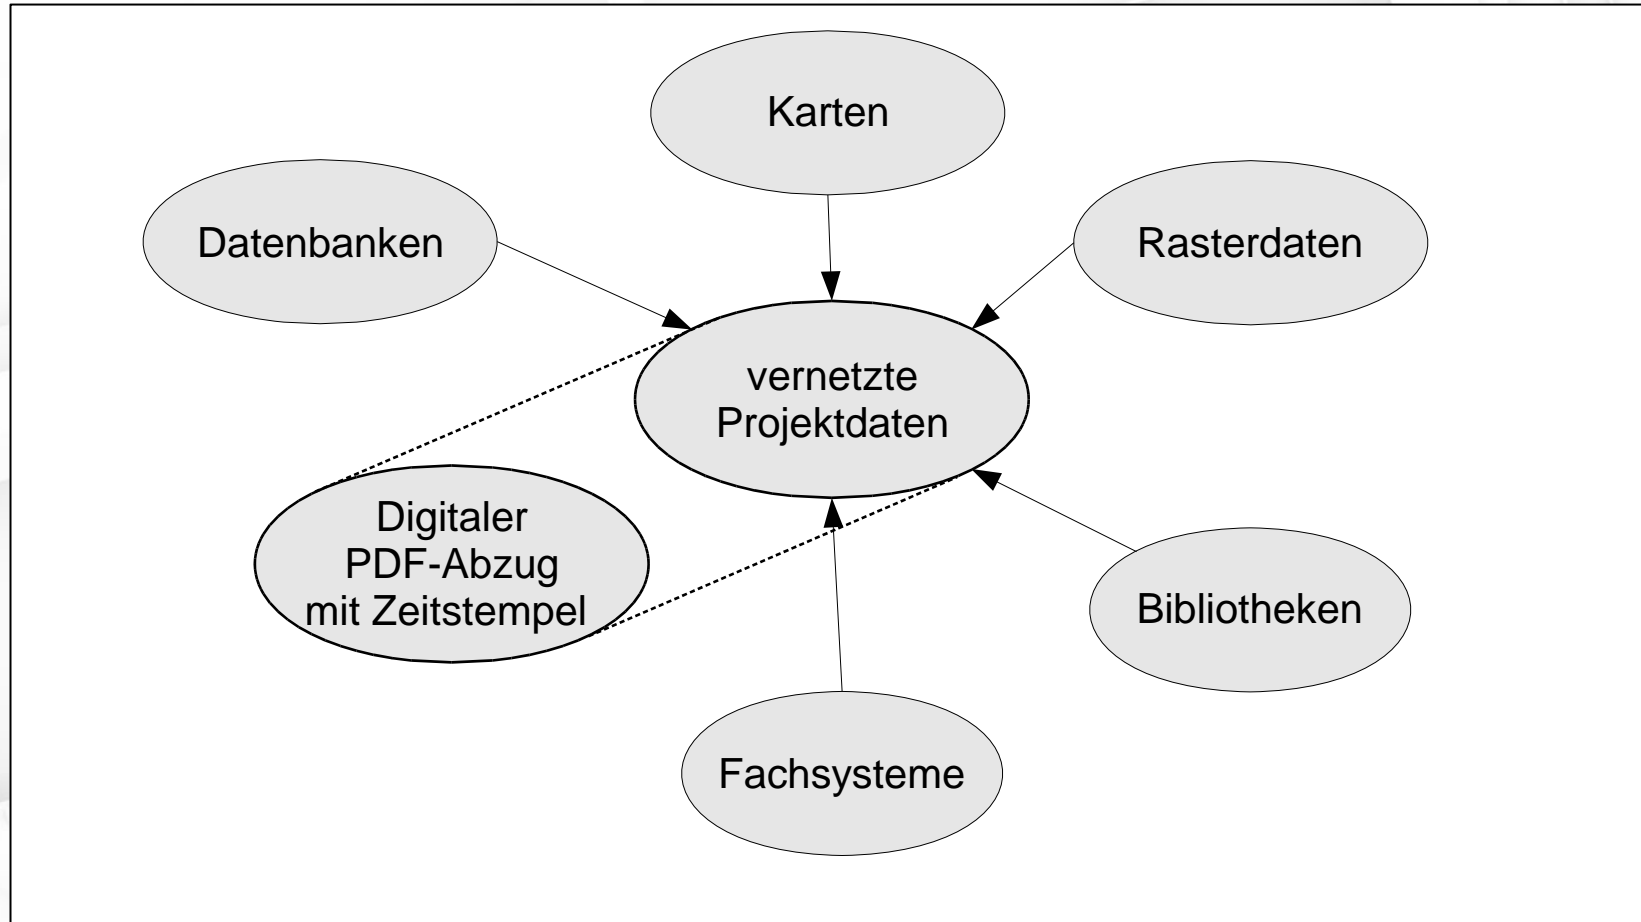 Karten
Datenbanken
Rasterdaten
vernetzte
Projektdaten
Digitaler
PDF-Abzug
mit Zeitstempel
Bibliotheken
Fachsysteme